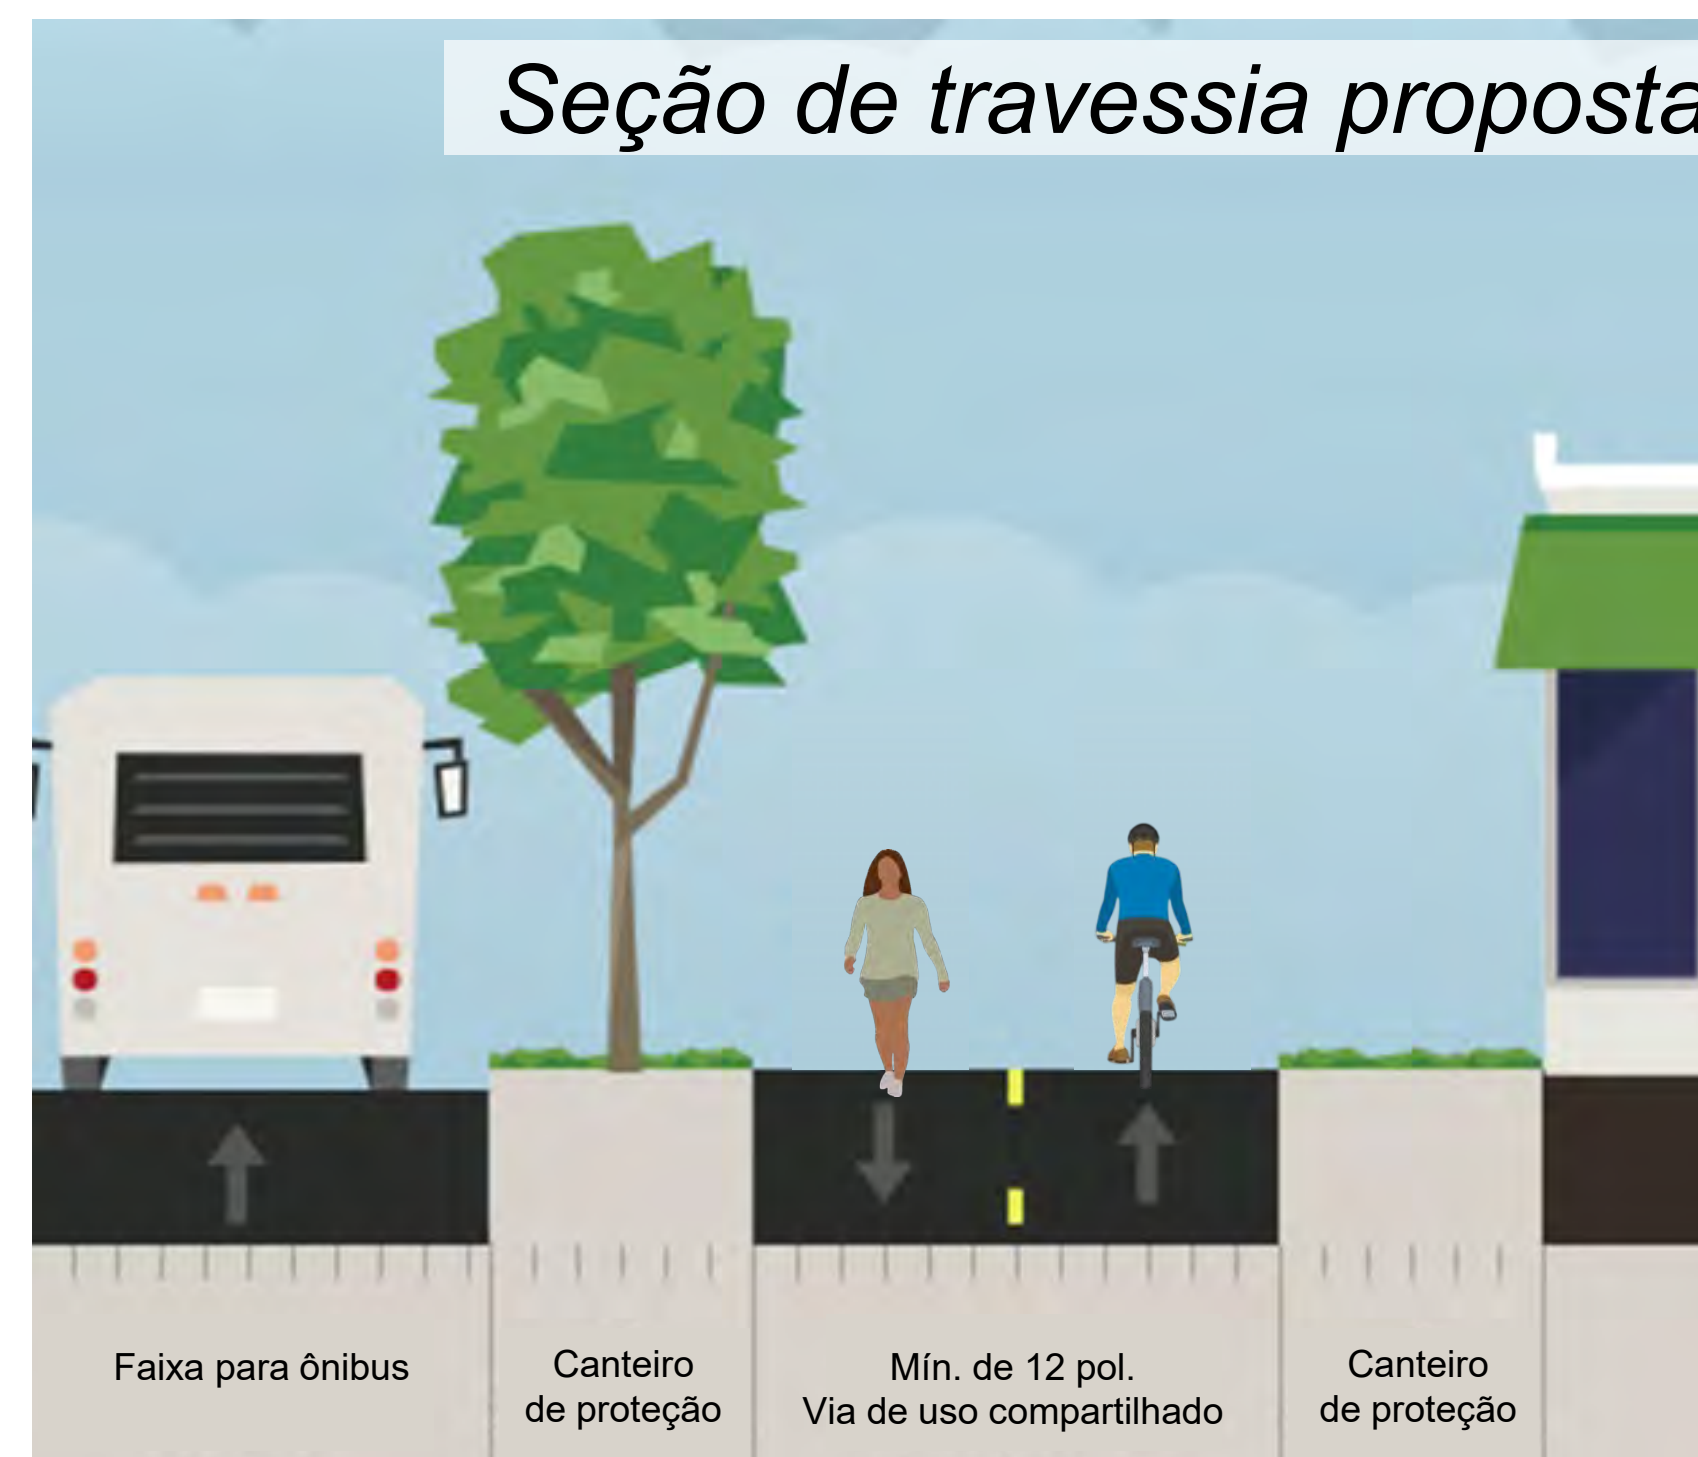 Seção de travessia proposta
Faixa para ônibus
Canteiro
de proteção
Mín. de 12 pol.
Via de uso compartilhado
Canteiro
de proteção